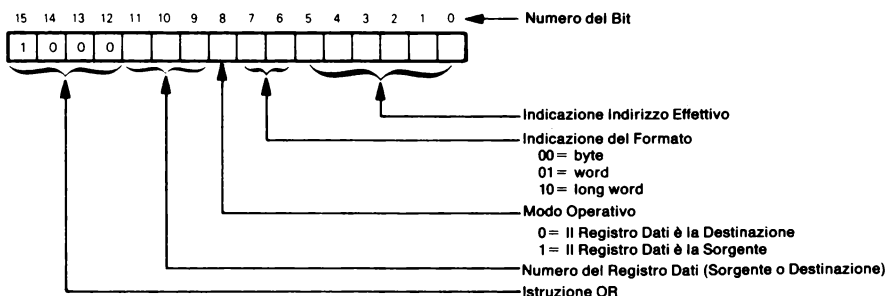 15 14 13 12 11 10 9 8 7 6 5 4 3 2 1 0 Numero del Bit
1 0 0 0
Indicazione Indirizzo Effettivo
Indicazione del Formato
00 = byte
01 = word
10 = long word
Modo Operativo
0 = Il Registro Dati è la Destinazione
1 = Il Registro Dati è la Sorgente
Numero del Registro Dati (Sorgente o Destinazione)
Istruzione OR